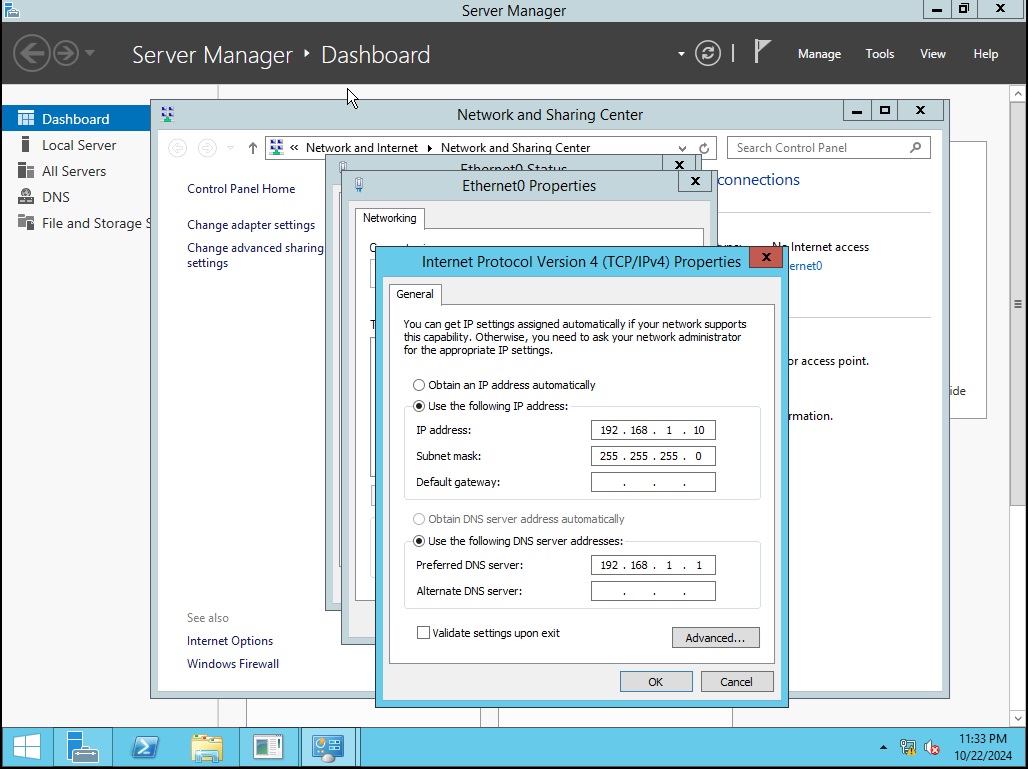 Server Manager
Server Manager
Dashboard
Manage
Tools
View
Help
Dashboard
Local Server
All Servers
DNS
File and Storage S
Network and Sharing Center
« Network and Internet
Network and Sharing Center
Search Control Panel
Control Panel Home
Change adapter settings
Change advanced sharing
settings
See also
Internet Options
Windows Firewall
connections
No Internet access
ernet0
or access point.
rmation.
ide
Ethernet0 Status
Ethernet0 Properties
Networking
Internet Protocol Version 4 (TCP/IPv4) Properties
General
You can get IP settings assigned automatically if your network supports
this capability. Otherwise, you need to ask your network administrator
for the appropriate IP settings.
Obtain an IP address automatically
Use the following IP address:
IP address:
192 . 168 . 1 . 10
Subnet mask:
255 . 255 . 255 . 0
Default gateway:
. . .
Obtain DNS server address automatically
Use the following DNS server addresses:
Preferred DNS server:
192 . 168 . 1 . 1
Alternate DNS server:
. . .
Validate settings upon exit
Advanced...
OK
Cancel
11:33 PM
10/22/2024